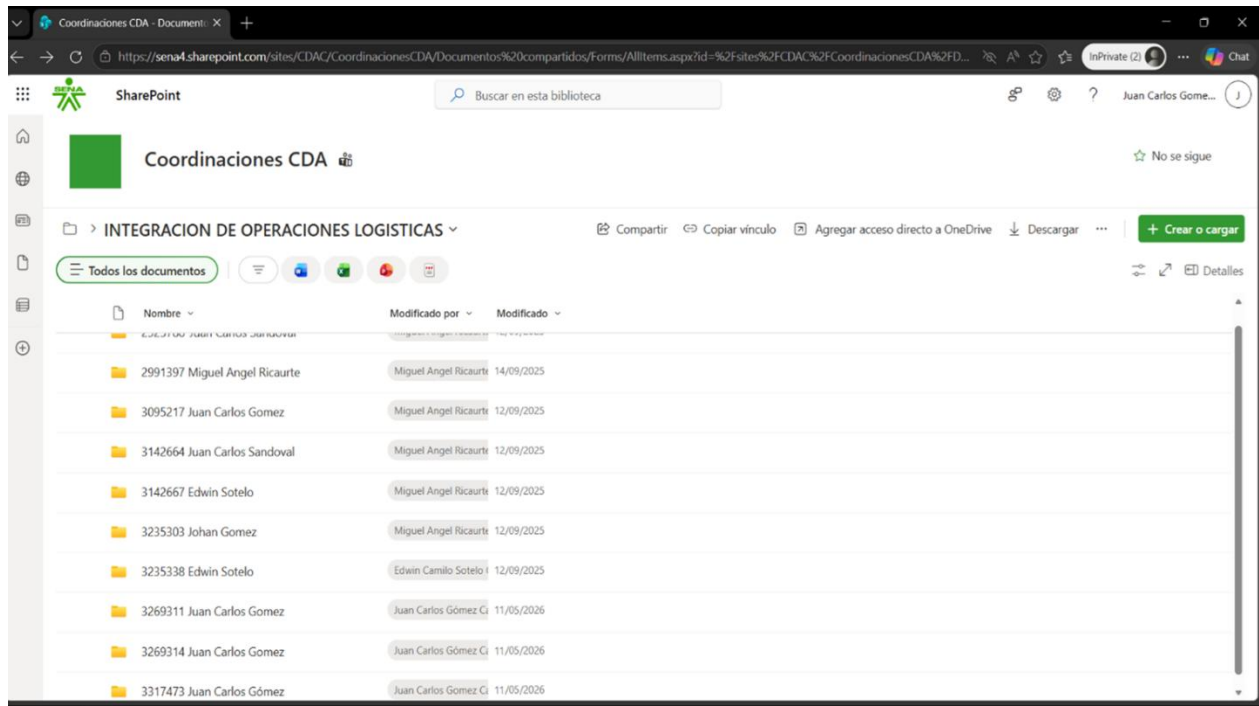 Coordinaciones CDA - Documento
https://sena4.sharepoint.com/sites/CDAC/CoordinacionesCDA/Documentos%20compartidos/Forms/AllItems.aspx?id=%2Fsites%2FCDAC%2FCoordinacionesCDA%2FD... InPrivate (2) ... Chat
SENA SharePoint Buscar en esta biblioteca ? Juan Carlos Gome... J
Coordinaciones CDA No se sigue
> INTEGRACION DE OPERACIONES LOGISTICAS Compartir Copiar vínculo Agregar acceso directo a OneDrive Descargar ... + Crear o cargar
Todos los documentos Detalles
Nombre Modificado por Modificado
Juan Carlos Sandoval
2991397 Miguel Angel Ricaurte Miguel Angel Ricaurte 14/09/2025
3095217 Juan Carlos Gomez Miguel Angel Ricaurte 12/09/2025
3142664 Juan Carlos Sandoval Miguel Angel Ricaurte 12/09/2025
3142667 Edwin Sotelo Miguel Angel Ricaurte 12/09/2025
3235303 Johan Gomez Miguel Angel Ricaurte 12/09/2025
3235338 Edwin Sotelo Edwin Camilo Sotelo 12/09/2025
3269311 Juan Carlos Gomez Juan Carlos Gómez 11/05/2026
3269314 Juan Carlos Gomez Juan Carlos Gómez 11/05/2026
3317473 Juan Carlos Gómez Juan Carlos Gomez 11/05/2026